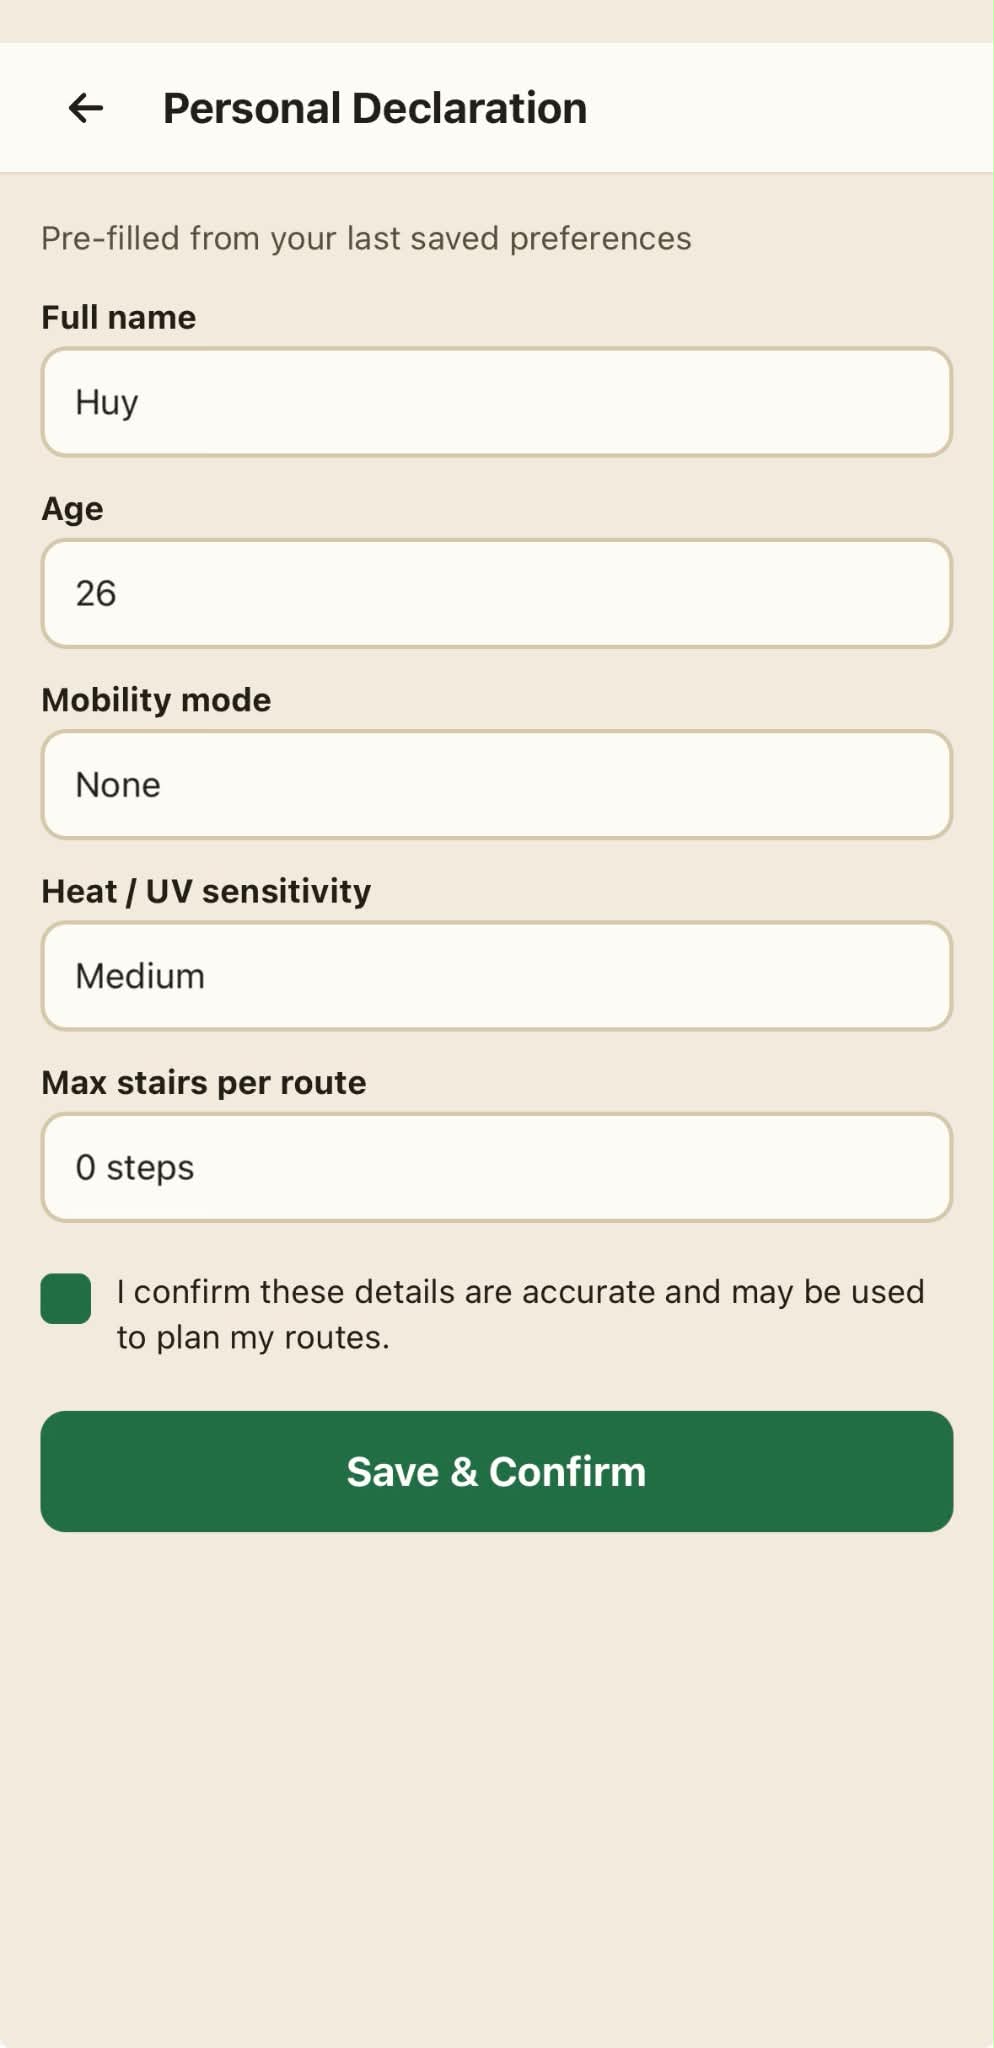 Personal Declaration
Pre-filled from your last saved preferences
Full name
Huy
Age
26
Mobility mode
None
Heat / UV sensitivity
Medium
Max stairs per route
0 steps
I confirm these details are accurate and may be used
to plan my routes.
Save & Confirm